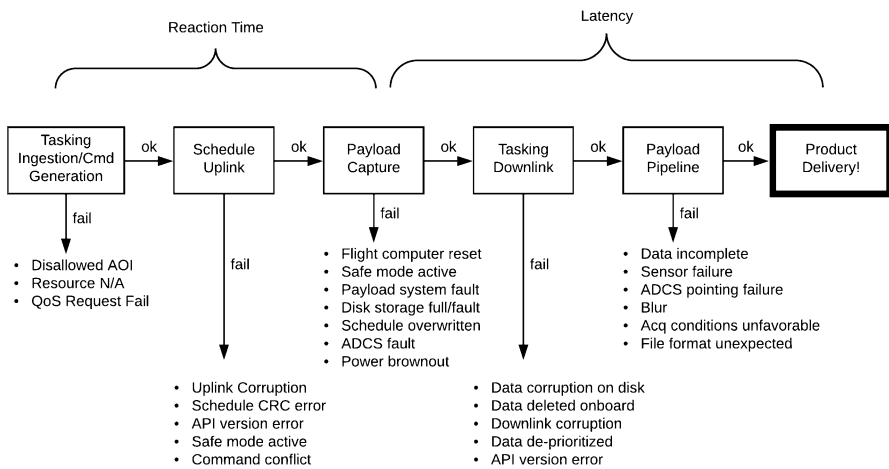 Reaction Time
Latency
Tasking
Ingestion/Cmd
Generation
ok
Schedule
Uplink
ok
Payload
Capture
ok
Tasking
Downlink
ok
Payload
Pipeline
ok
Product
Delivery!
fail
• Disallowed AOI
• Resource N/A
• QoS Request Fail
fail
• Uplink Corruption
• Schedule CRC error
• API version error
• Safe mode active
• Command conflict
fail
• Flight computer reset
• Safe mode active
• Payload system fault
• Disk storage full/fault
• Schedule overwritten
• ADCS fault
• Power brownout
fail
• Data corruption on disk
• Data deleted onboard
• Downlink corruption
• Data de-prioritized
• API version error
fail
• Data incomplete
• Sensor failure
• ADCS pointing failure
• Blur
• Acq conditions unfavorable
• File format unexpected